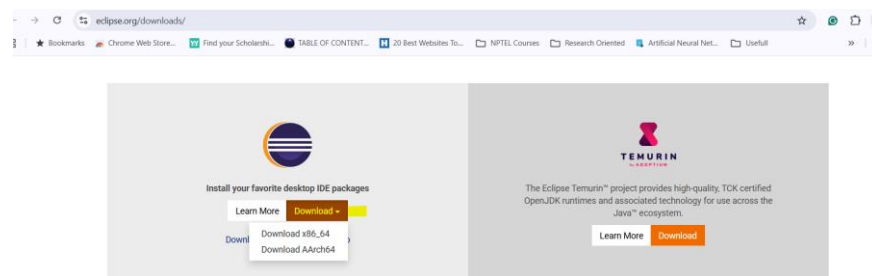 eclipse.org/downloads/
Bookmarks
Chrome Web Store...
Find your Scholarshi...
TABLE OF CONTENT...
20 Best Websites To...
NPTEL Courses
Research Oriented
Artificial Neural Net...
Usefull
»
Install your favorite desktop IDE packages
Learn More
Download
Download x86_64
Download AArch64
TEMURIN
The Eclipse Temurin™ project provides high-quality, TCK certified
OpenJDK runtimes and associated technology for use across the
Java™ ecosystem.
Learn More
Download